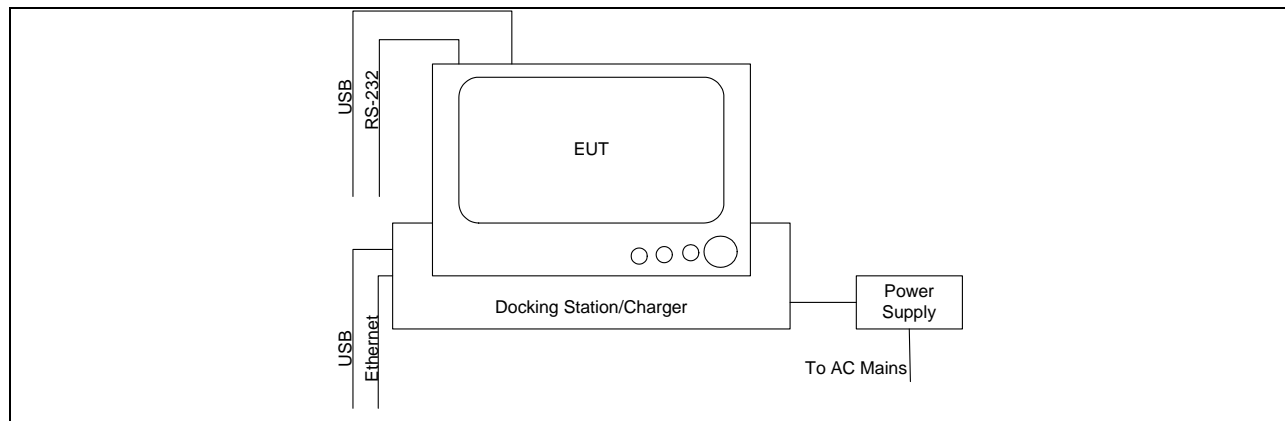 USB
RS-232
EUT
Docking Station/Charger
USB
Ethernet
Power
Supply
To AC Mains